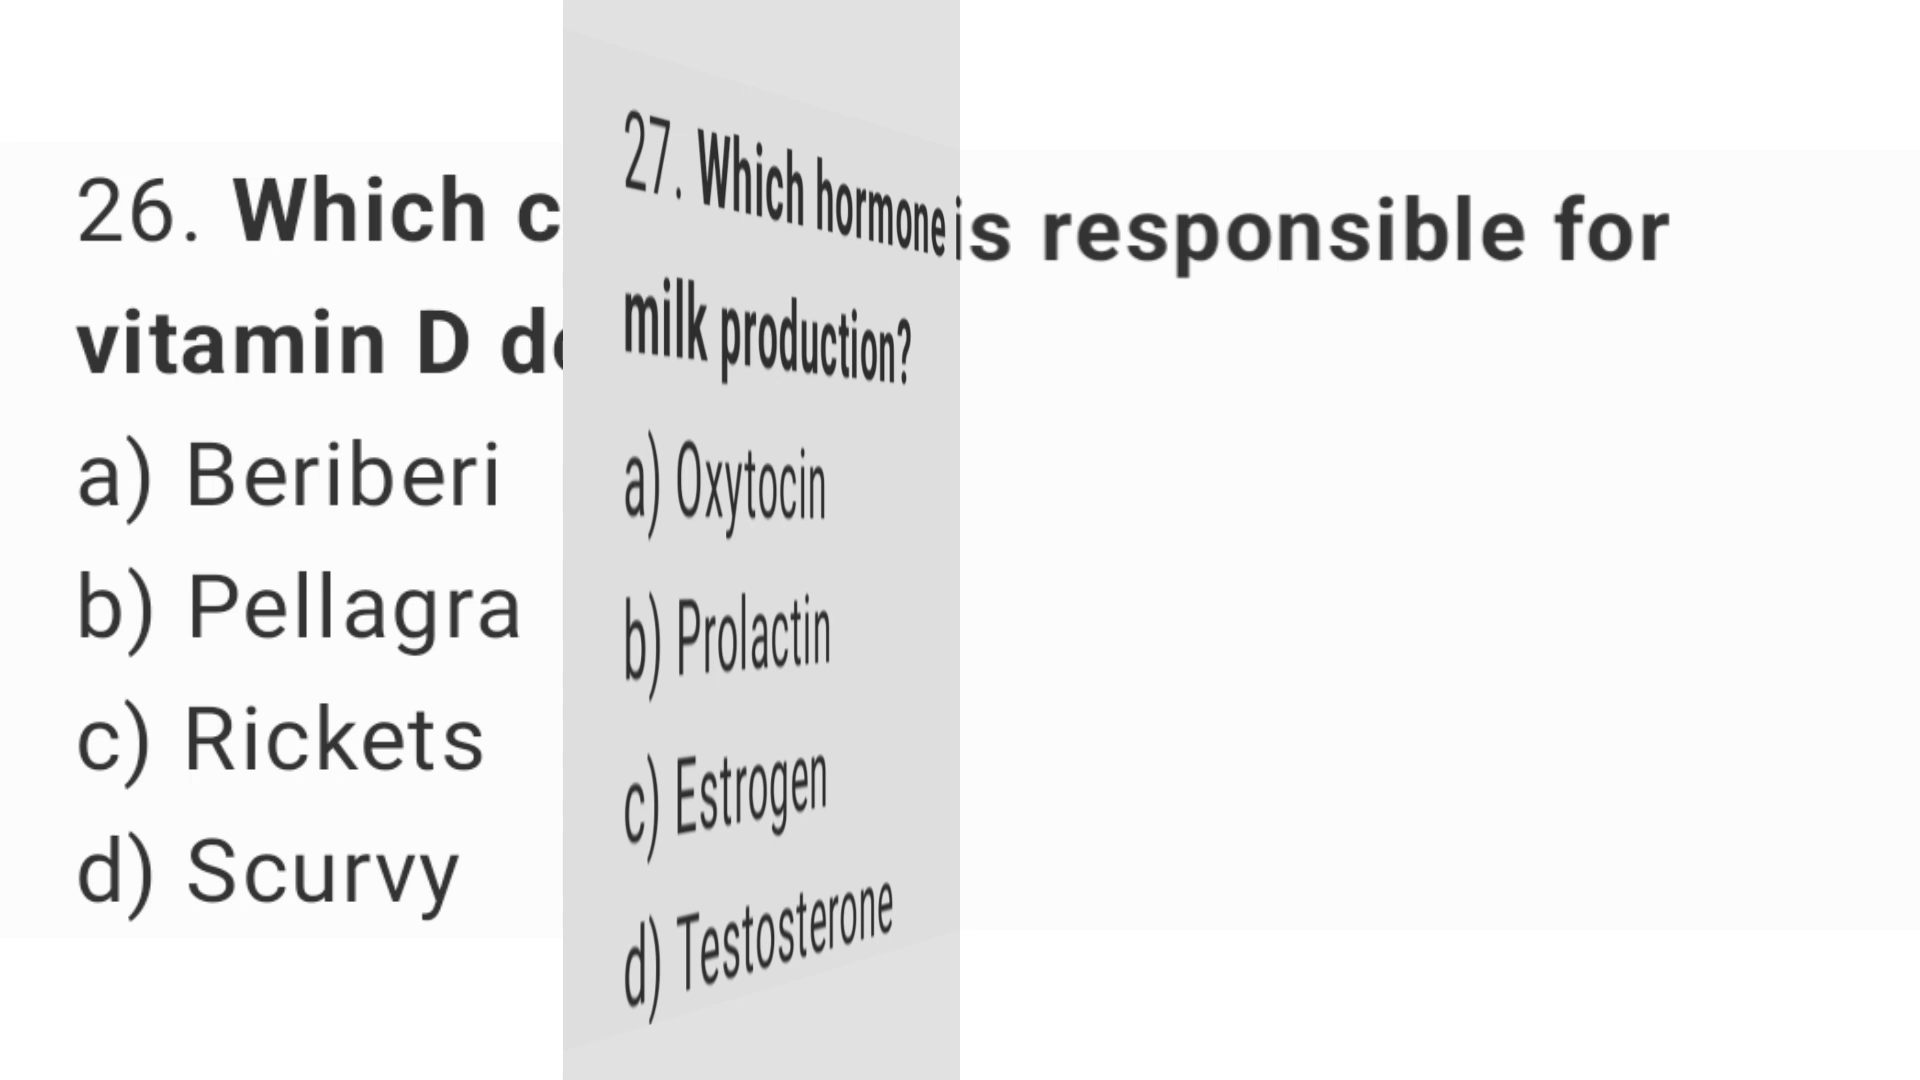 26. Which c
vitamin D d
a) Beriberi
b) Pellagra
c) Rickets
d) Scurvy
27. Which hormone is responsible for
milk production?
a) Oxytocin
b) Prolactin
c) Estrogen
d) Testosterone